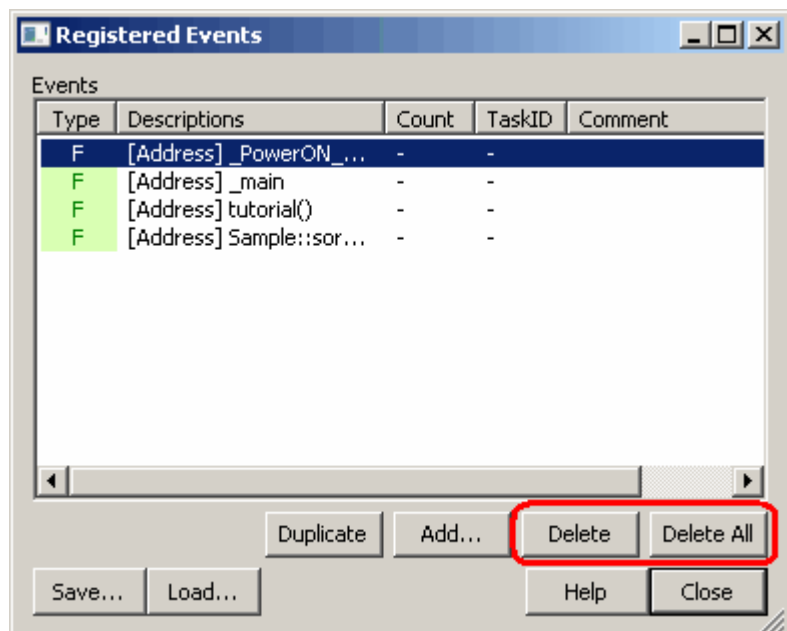 Registered Events
Events
Type Descriptions Count TaskID Comment
F [Address] _PowerON_... - -
F [Address] _main - -
F [Address] tutorial() - -
F [Address] Sample::sor... - -
Duplicate Add... Delete Delete All
Save... Load... Help Close